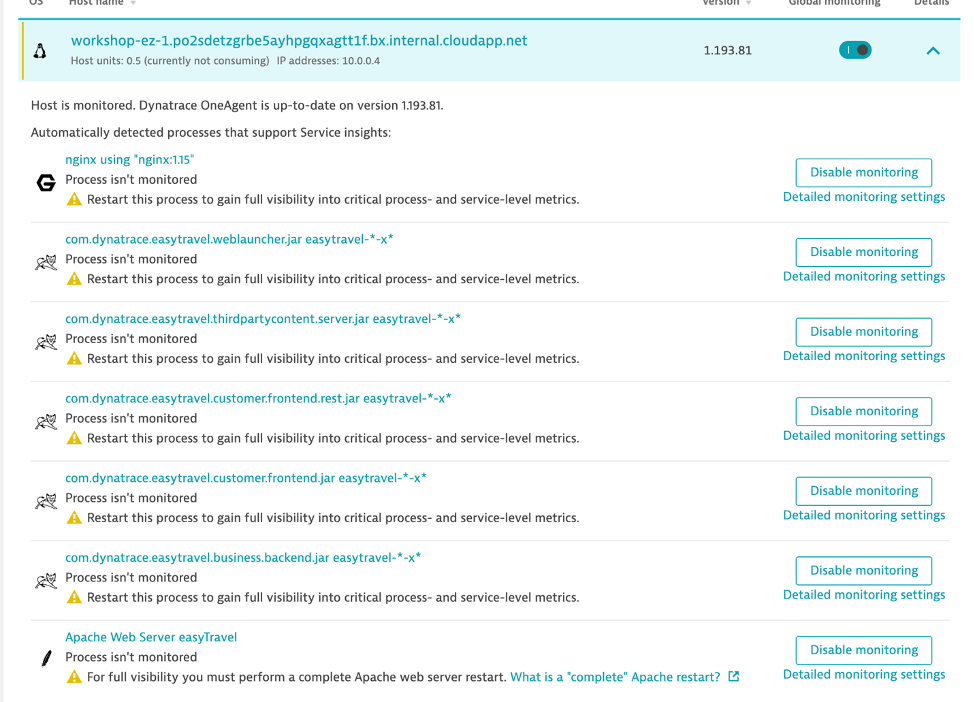 OS Host name Version Global monitoring Details
workshop-ez-1.po2sdetzgrbe5ayhpgqxagtt1f.bx.internal.cloudapp.net
1.193.81
Host units: 0.5 (currently not consuming) IP addresses: 10.0.0.4
Host is monitored. Dynatrace OneAgent is up-to-date on version 1.193.81.
Automatically detected processes that support Service insights:
nginx using "nginx:1.15"
Process isn't monitored
Restart this process to gain full visibility into critical process- and service-level metrics.
Disable monitoring
Detailed monitoring settings
com.dynatrace.easytravel.weblauncher.jar easytravel-*-x*
Process isn't monitored
Restart this process to gain full visibility into critical process- and service-level metrics.
Disable monitoring
Detailed monitoring settings
com.dynatrace.easytravel.thirdpartycontent.server.jar easytravel-*-x*
Process isn't monitored
Restart this process to gain full visibility into critical process- and service-level metrics.
Disable monitoring
Detailed monitoring settings
com.dynatrace.easytravel.customer.frontend.rest.jar easytravel-*-x*
Process isn't monitored
Restart this process to gain full visibility into critical process- and service-level metrics.
Disable monitoring
Detailed monitoring settings
com.dynatrace.easytravel.customer.frontend.jar easytravel-*-x*
Process isn't monitored
Restart this process to gain full visibility into critical process- and service-level metrics.
Disable monitoring
Detailed monitoring settings
com.dynatrace.easytravel.business.backend.jar easytravel-*-x*
Process isn't monitored
Restart this process to gain full visibility into critical process- and service-level metrics.
Disable monitoring
Detailed monitoring settings
Apache Web Server easyTravel
Process isn't monitored
For full visibility you must perform a complete Apache web server restart. What is a "complete" Apache restart?
Disable monitoring
Detailed monitoring settings